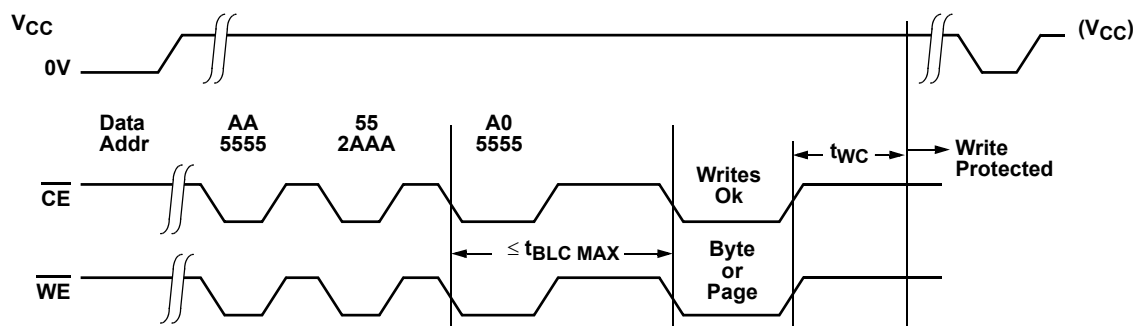 VCC
(VCC)
0V
Data AA 55 A0
Addr 5555 2AAA 5555
tWC
Write
Protected
CE
Writes
Ok
≤ tBLC MAX
Byte
or
Page
WE